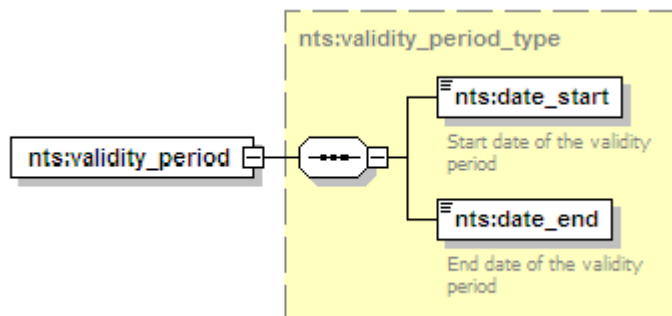 nts:validity_period_type
nts:date_start
Start date of the validity
period
nts:validity_period
nts:date_end
End date of the validity
period